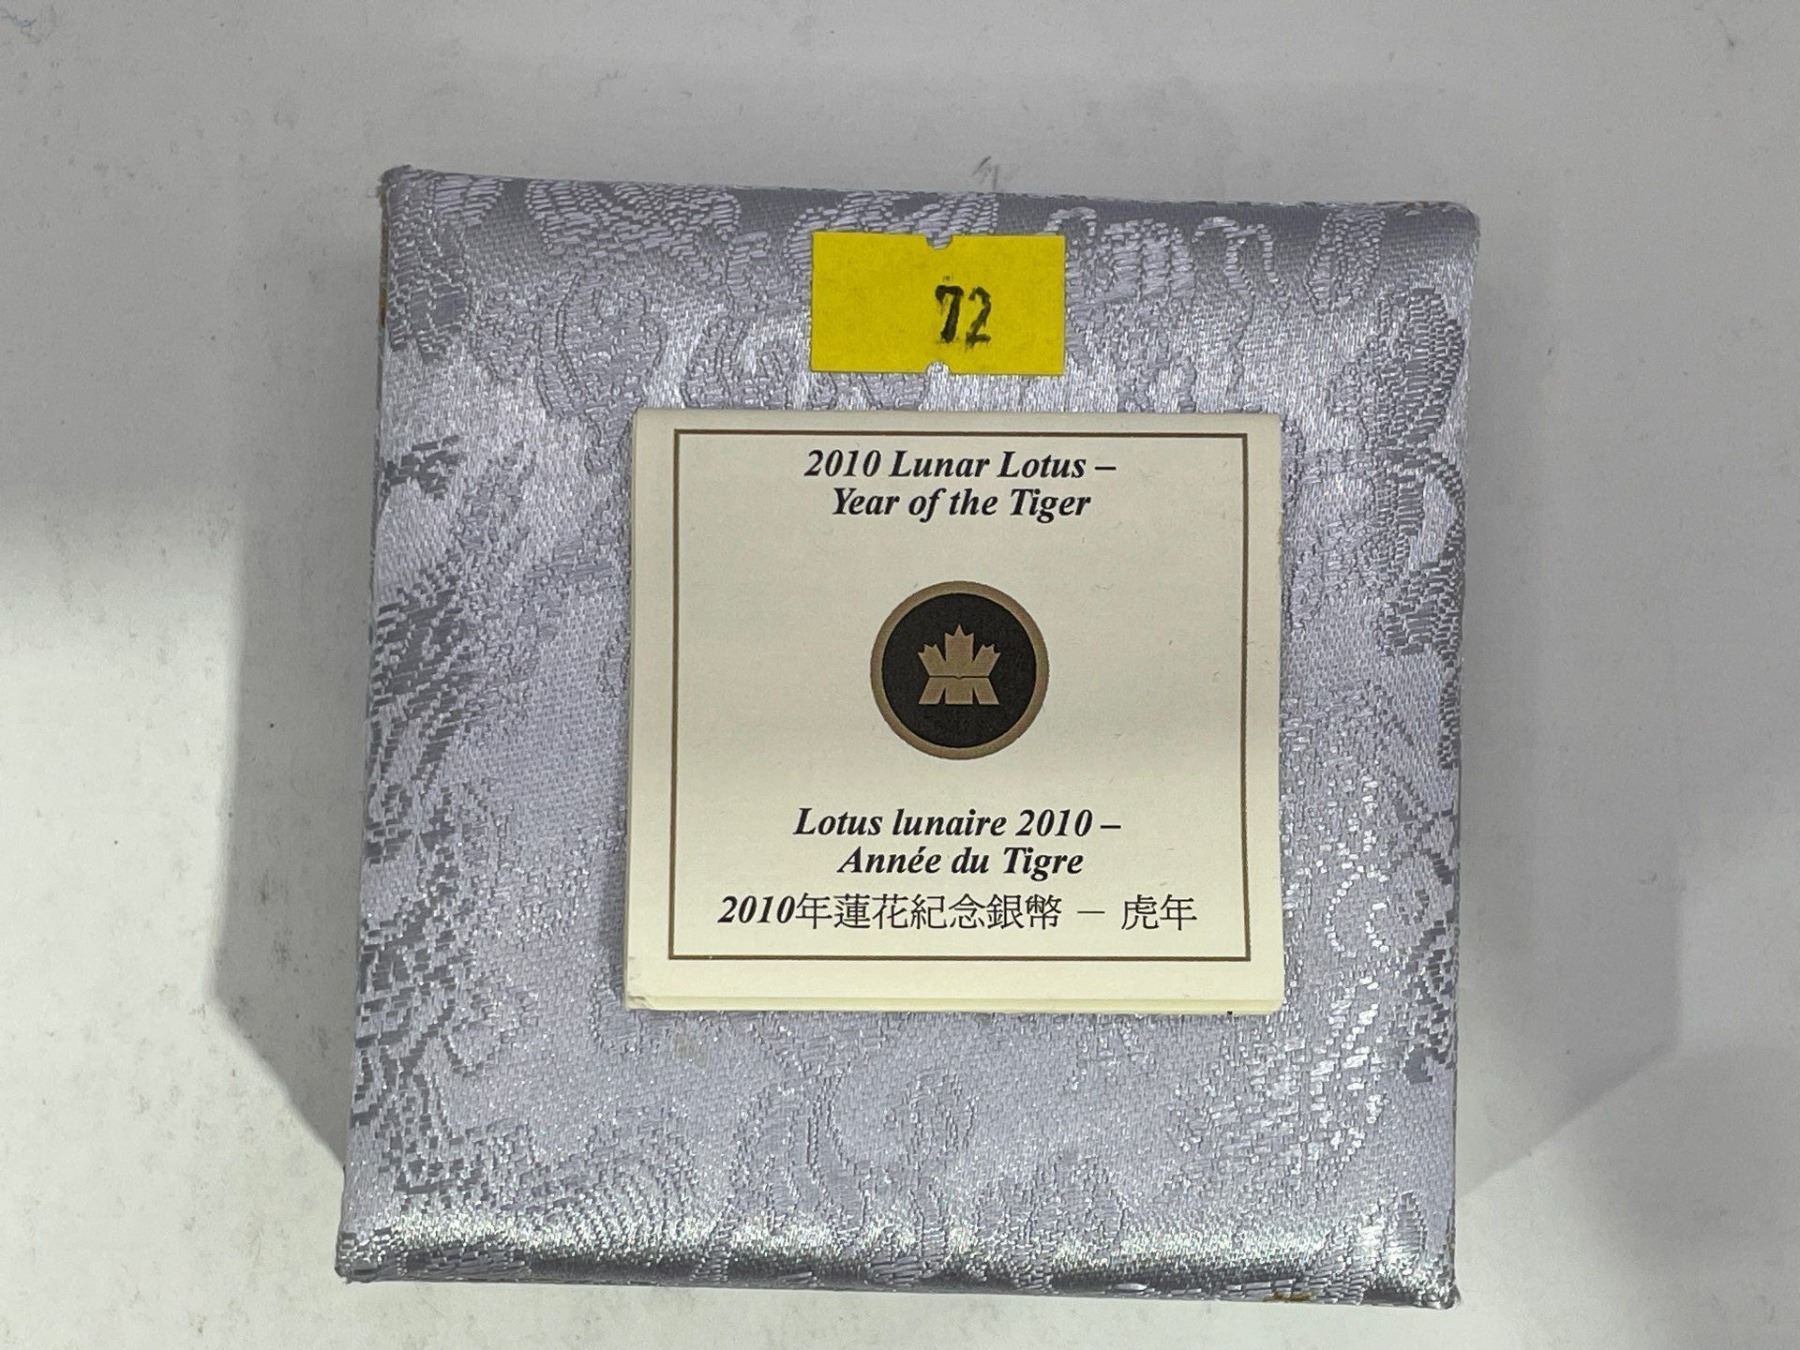 72
2010 Lunar Lotus –
Year of the Tiger
Lotus lunaire 2010 –
Année du Tigre
2010年蓮花紀念銀幣 － 虎年